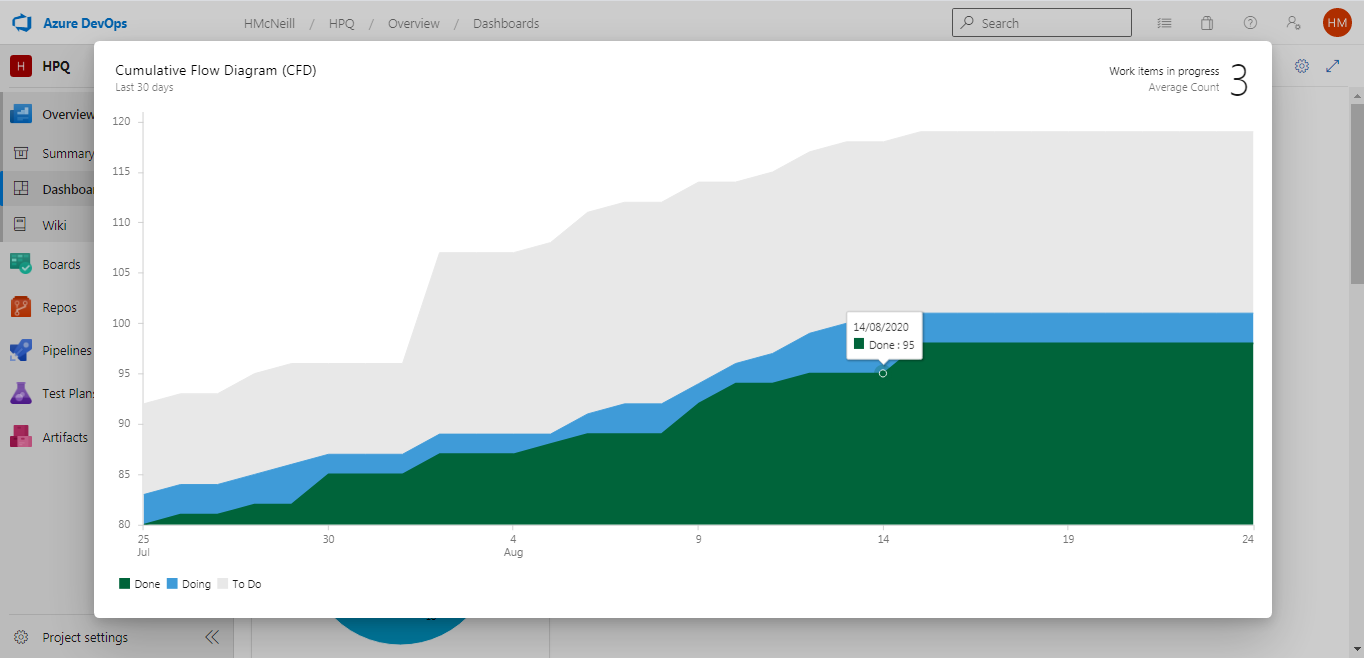 Azure DevOps
HMcNeill / HPQ / Overview / Dashboards
Search
HM
H HPQ
Overview
Summary
Dashboa
Wiki
Boards
Repos
Pipelines
Test Plans
Artifacts
Project settings
Cumulative Flow Diagram (CFD)
Last 30 days
Work items in progress
Average Count
3
120
115
110
105
100
95
90
85
80
14/08/2020
Done : 95
25 30 4 9 14 19 24
Jul Aug
Done Doing To Do